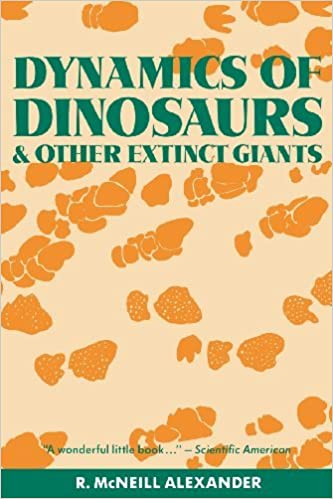 DYNAMICS OF
DINOSAURS
& OTHER EXTINCT GIANTS
"A wonderful little book..." — Scientific American
R. McNEILL ALEXANDER